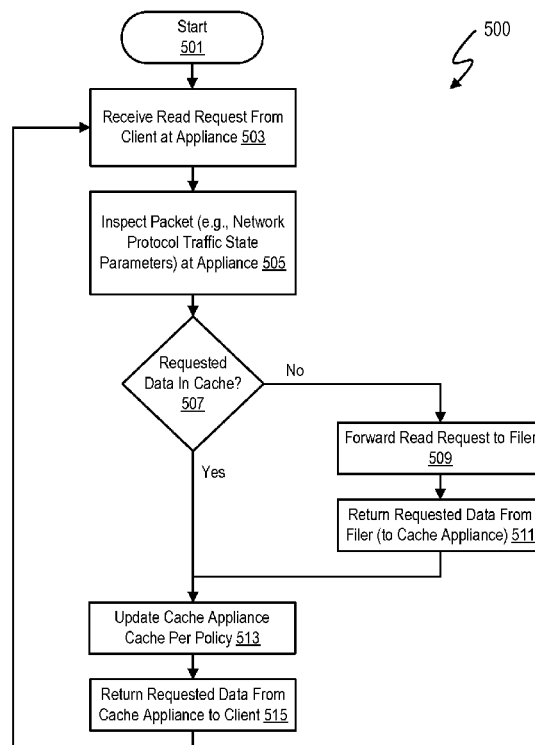 Start
501
500
Receive Read Request From
Client at Appliance 503
Inspect Packet (e.g., Network
Protocol Traffic State
Parameters) at Appliance 505
Requested
Data In Cache?
507
No
Yes
Forward Read Request to Filer
509
Return Requested Data From
Filer (to Cache Appliance) 511
Update Cache Appliance
Cache Per Policy 513
Return Requested Data From
Cache Appliance to Client 515